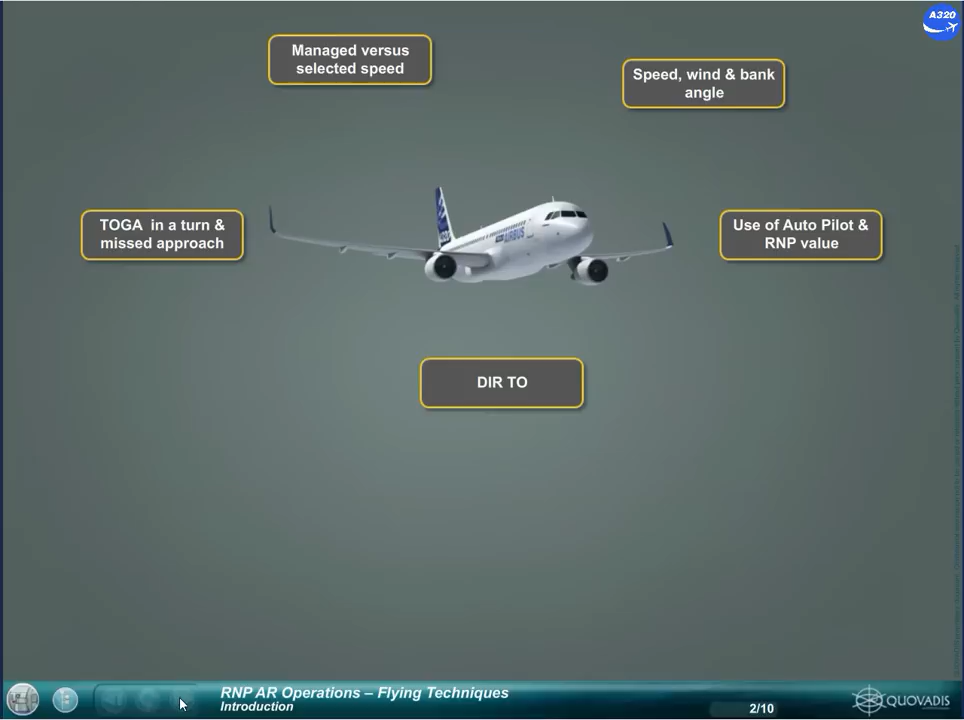 A320
Managed versus
selected speed
Speed, wind & bank
angle
TOGA in a turn &
missed approach
Use of Auto Pilot &
RNP value
AIRBUS
DIR TO
RNP AR Operations – Flying Techniques
Introduction
2/10
QUOVADIS